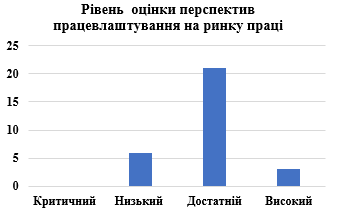 Рівень оцінки перспектив
працевлаштування на ринку праці
25
20
15
10
5
0
Критичний Низький Достатній Високий